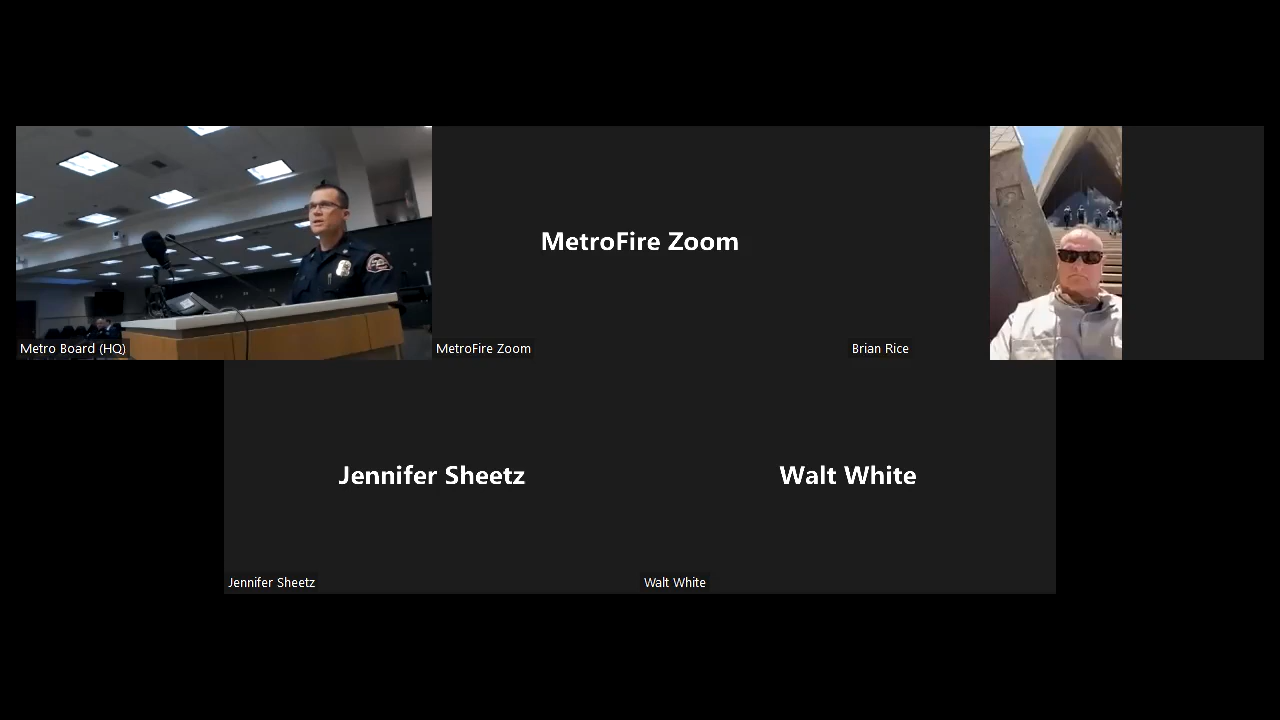 MetroFire Zoom
Metro Board (HQ)
MetroFire Zoom
Brian Rice
Jennifer Sheetz
Walt White
Jennifer Sheetz
Walt White